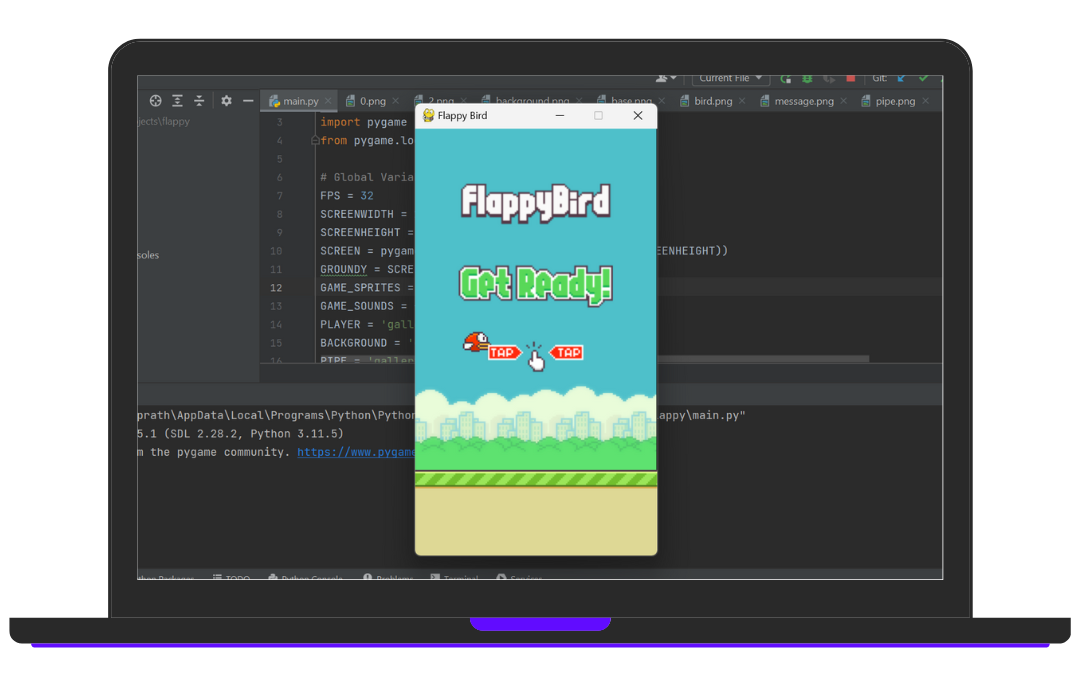 Current File
Git:
main.py
0.png
2.png
background.png
base.png
bird.png
message.png
pipe.png
Flappy Bird
jects\flappy
3 import pygame
4 from pygame.lo
5
6 # Global Varia
7 FPS = 32
8 SCREENWIDTH =
9 SCREENHEIGHT =
10 SCREEN = pygam EENHEIGHT))
11 GROUNDY = SCRE
12 GAME_SPRITES =
13 GAME_SOUNDS =
14 PLAYER = 'gall
15 BACKGROUND = '
16 PIPE = 'galler
soles
FlappyBird
Get Ready!
TAP TAP
prath\AppData\Local\Programs\Python\Python appy\main.py"
5.1 (SDL 2.28.2, Python 3.11.5)
m the pygame community. https://www.pygame
thon Packages
TODO
Python Console
Problems
Terminal
Services